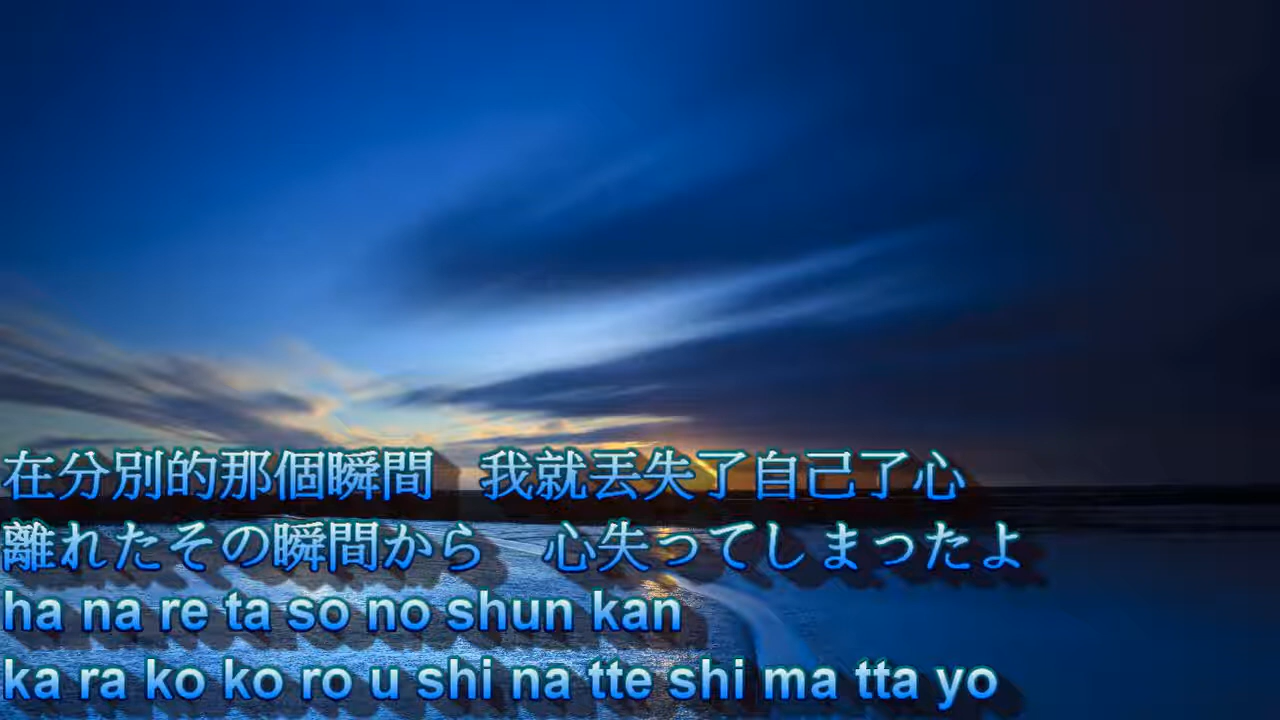 在分別的那個瞬間　我就丟失了自己了心
離れたその瞬間から　心失ってしまったよ
ha na re ta so no shun kan
ka ra ko ko ro u shi na tte shi ma tta yo